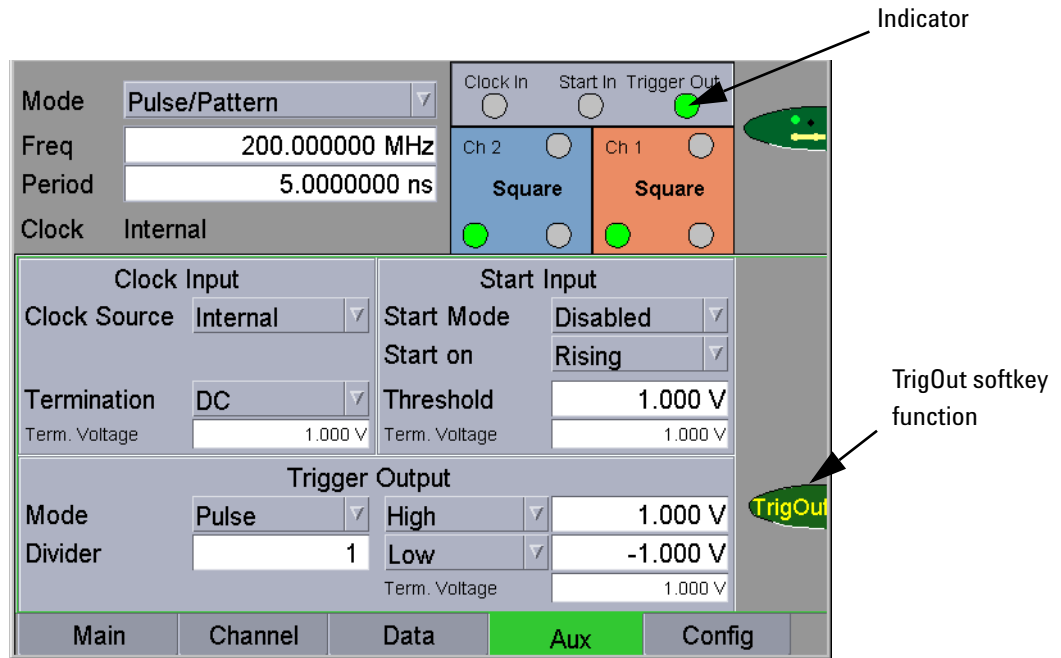 Indicator
Mode Pulse/Pattern
Clock In Start In Trigger Out
Freq 200.000000 MHz
Period 5.000000 ns
Ch 2 Ch 1
Square Square
Clock Internal
Clock Input
Clock Source Internal
Termination DC
Term. Voltage 1.000 V
Start Input
Start Mode Disabled
Start on Rising
Threshold 1.000 V
Term. Voltage 1.000 V
TrigOut softkey
function
Trigger Output
Mode Pulse High 1.000 V
Divider 1 Low -1.000 V
Term. Voltage 1.000 V
TrigOut
Main Channel Data Aux Config